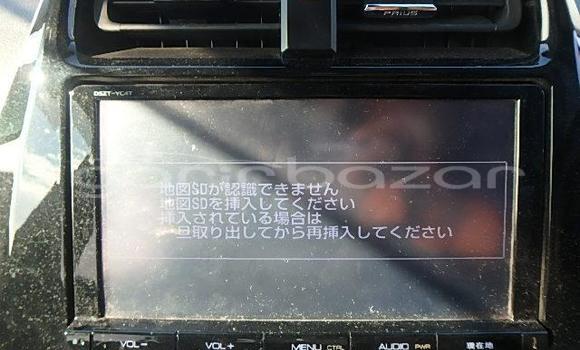 PRIUS
DSZT-YC4T
地図SDが認識できません
地図SDを挿入してください
挿入されている場合は
一旦取り出してから再挿入してください
VOL−
VOL+
MENU CTRL
AUDIO PWR
現在地